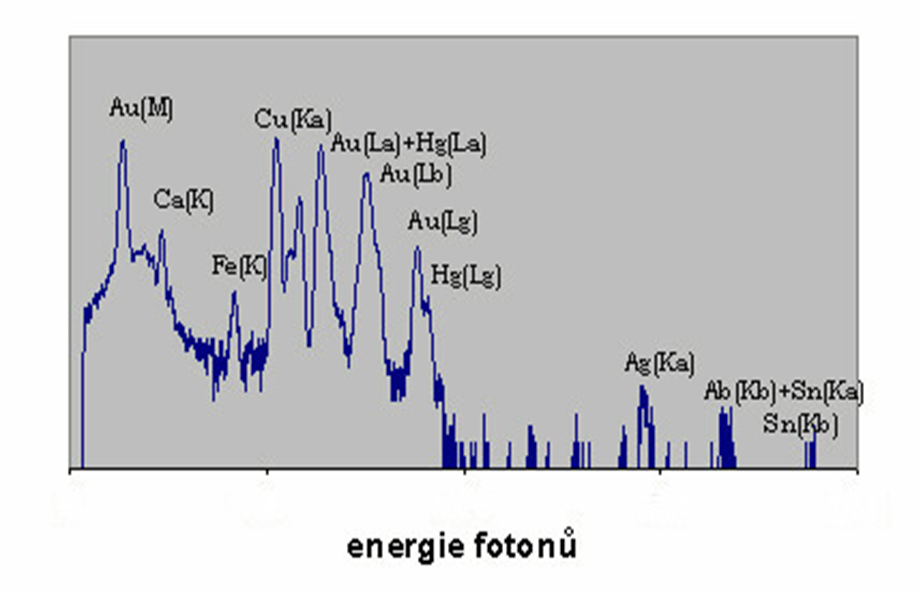 Au(M)
Cu(Ka)
Au(La)+Hg(La)
Au(Lb)
Ca(K)
Au(Lg)
Fe(K)
Hg(Lg)
Ag(Ka)
Ab(Kb)+Sn(Ka)
Sn(Kb)
energie fotonů